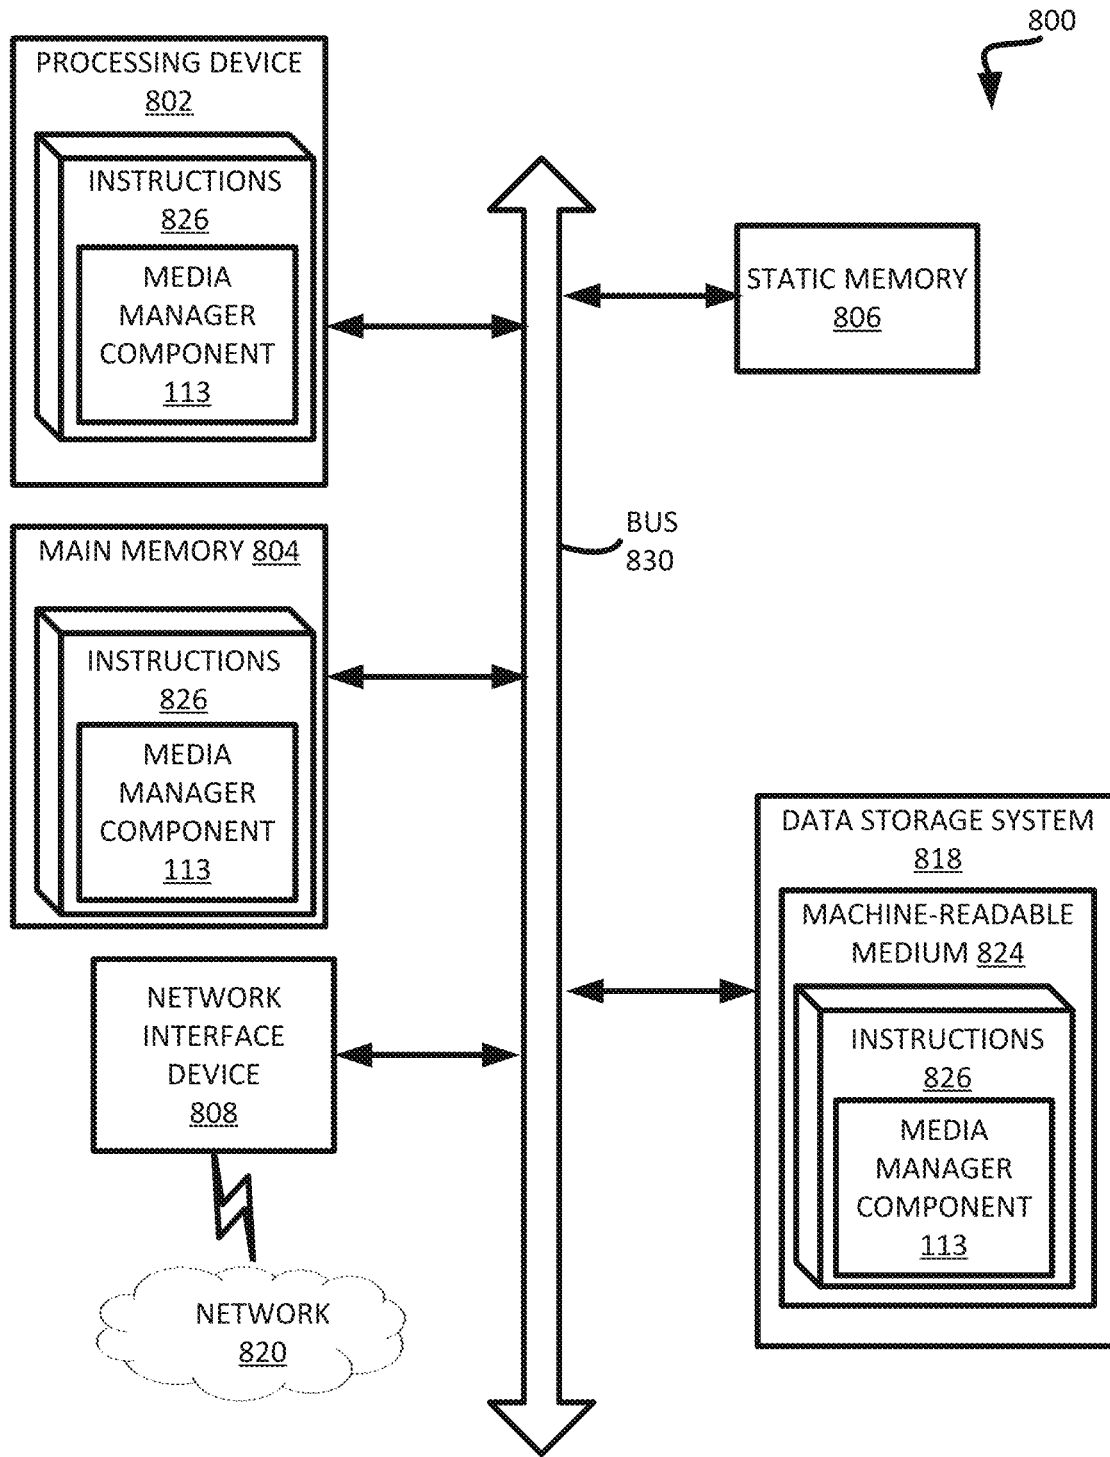 800
PROCESSING DEVICE
802
INSTRUCTIONS
826
MEDIA
MANAGER
COMPONENT
113
STATIC MEMORY
806
BUS
830
MAIN MEMORY 804
INSTRUCTIONS
826
MEDIA
MANAGER
COMPONENT
113
DATA STORAGE SYSTEM
818
MACHINE-READABLE
MEDIUM 824
INSTRUCTIONS
826
MEDIA
MANAGER
COMPONENT
113
NETWORK
INTERFACE
DEVICE
808
NETWORK
820